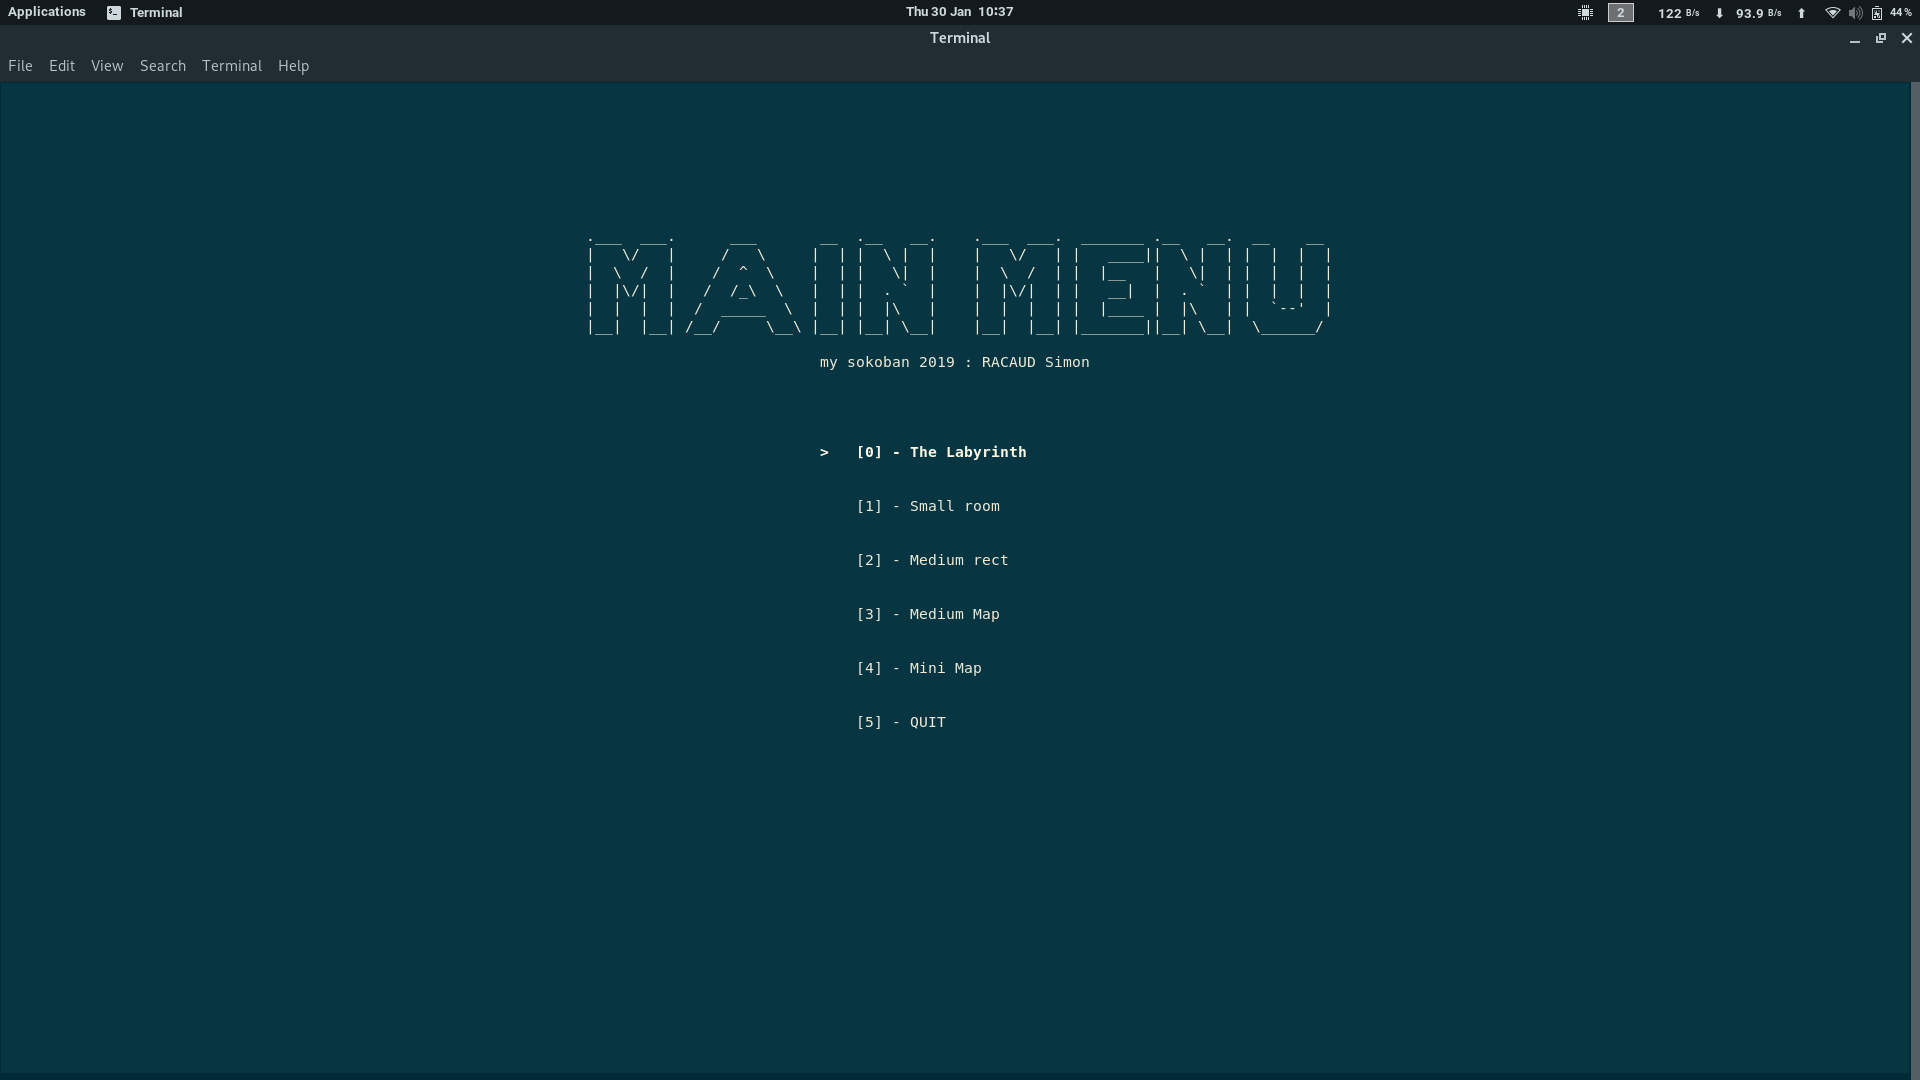 Applications Terminal Thu 30 Jan 10:37 2 122 B/s 93.9 B/s 44 %
Terminal
File Edit View Search Terminal Help
MAIN MENU
my sokoban 2019 : RACAUD Simon
> [0] - The Labyrinth
[1] - Small room
[2] - Medium rect
[3] - Medium Map
[4] - Mini Map
[5] - QUIT